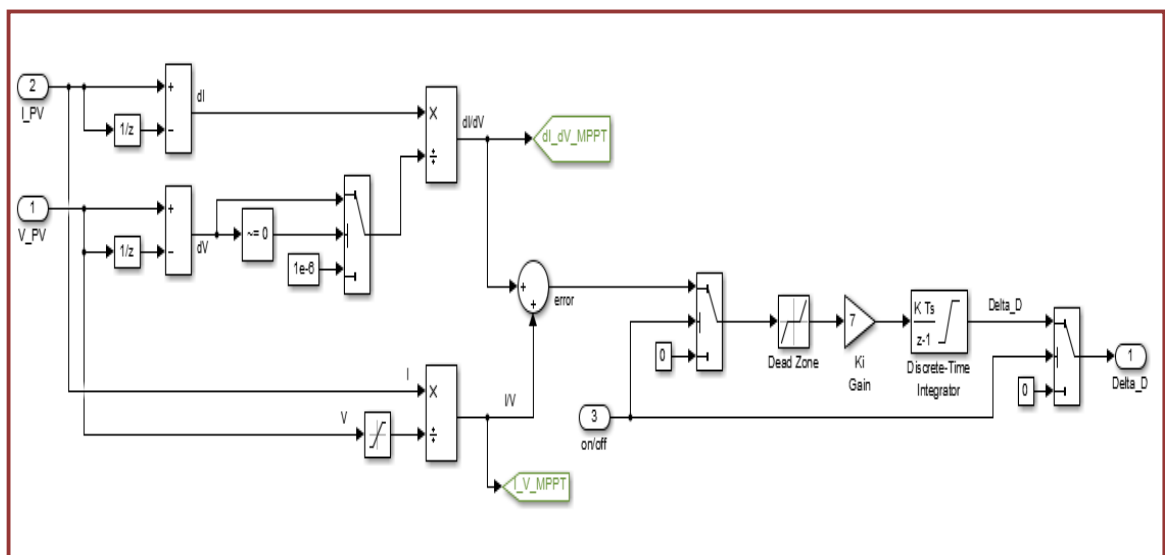 2
I_PV
+
−
1/z
dI
×
÷
dI/dV
dI_dV_MPPT
1
V_PV
+
−
1/z
dV
~= 0
1e-6
+
+
error
0
Dead Zone
7
Ki
Gain
K Ts
z-1
Discrete-Time
Integrator
Delta_D
0
1
Delta_D
3
on/off
I
V
×
÷
I/V
I_V_MPPT